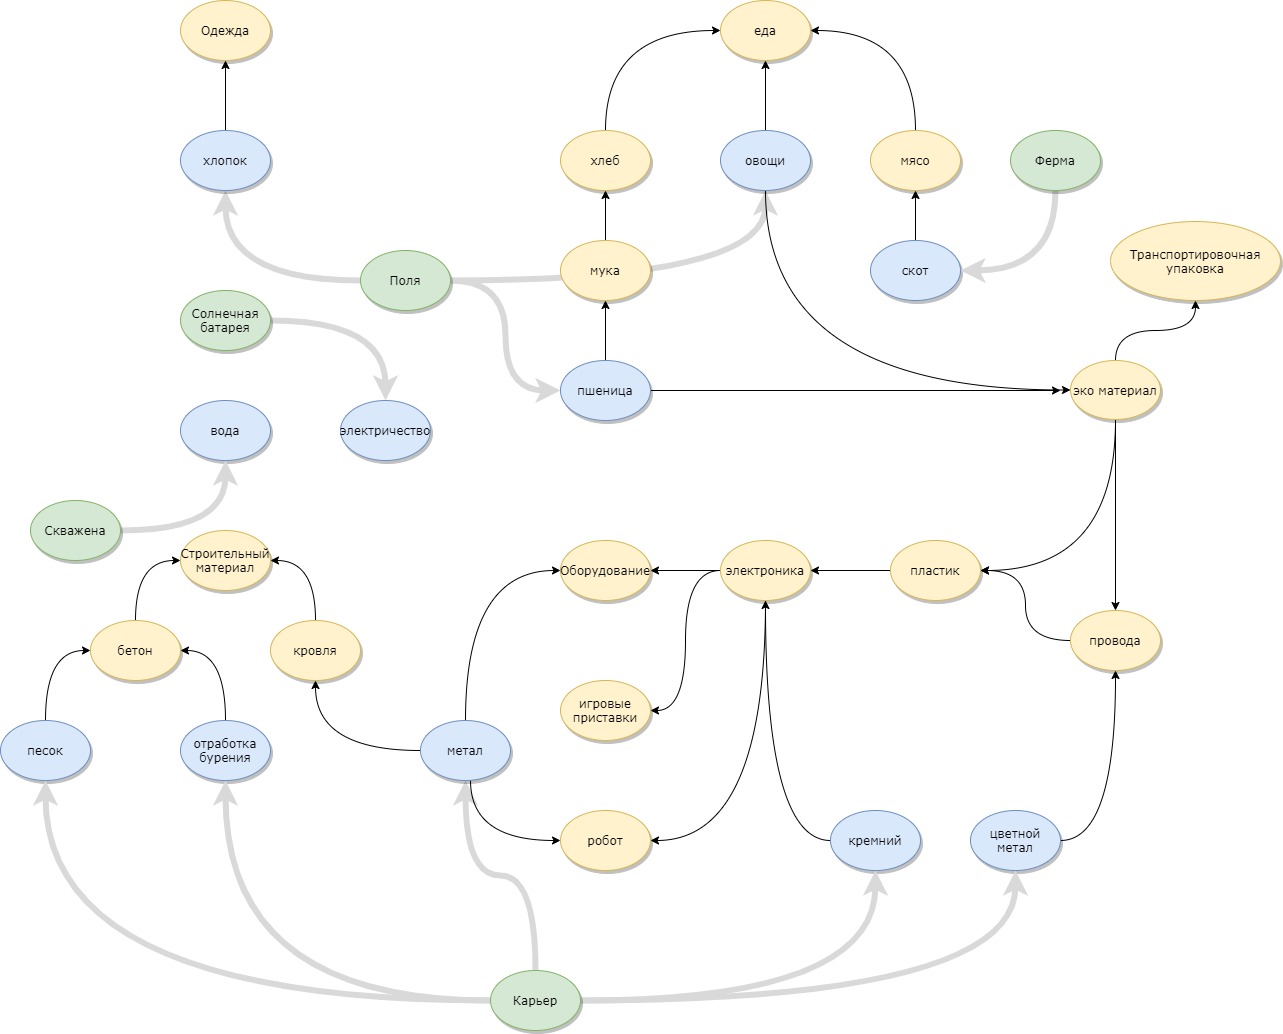 Одежда
еда
хлопок
хлеб
овощи
мясо
Ферма
Поля
мука
скот
Транспортировочная
упаковка
Солнечная
батарея
пшеница
эко материал
вода
электричество
Скважена
Строительный
материал
Оборудование
электроника
пластик
бетон
кровля
провода
игровые
приставки
песок
отработка
бурения
метал
робот
кремний
цветной
метал
Карьер